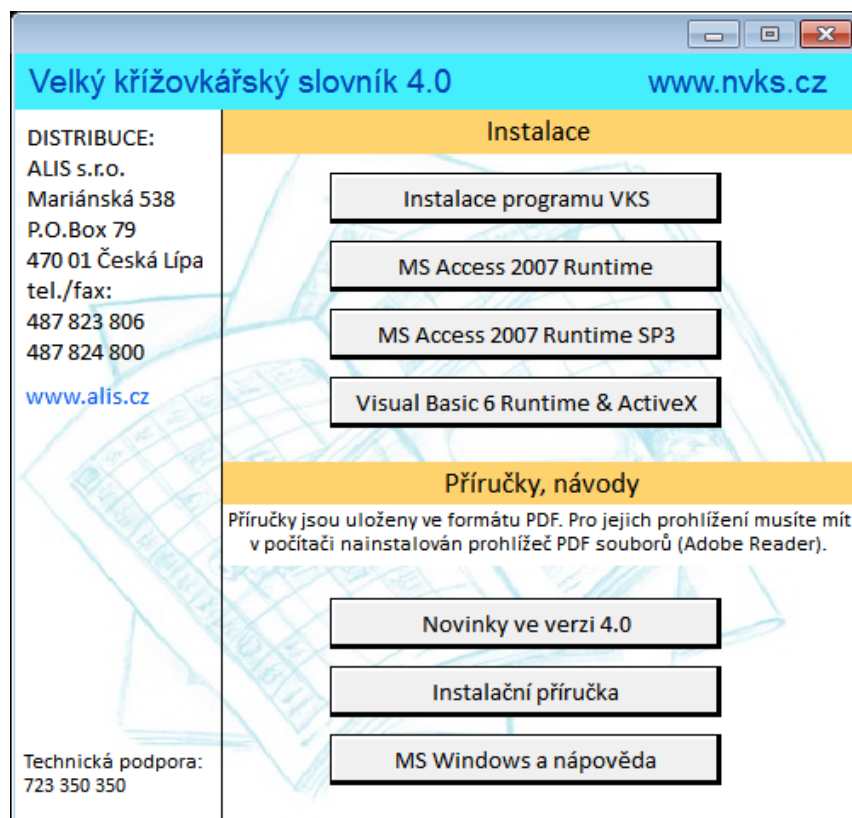 Velký křížovkářský slovník 4.0 www.nvks.cz
DISTRIBUCE:
ALIS s.r.o.
Mariánská 538
P.O.Box 79
470 01 Česká Lípa
tel./fax:
487 823 806
487 824 800
www.alis.cz
Technická podpora:
723 350 350
Instalace
Instalace programu VKS
MS Access 2007 Runtime
MS Access 2007 Runtime SP3
Visual Basic 6 Runtime & ActiveX
Příručky, návody
Příručky jsou uloženy ve formátu PDF. Pro jejich prohlížení musíte mít
v počítači nainstalován prohlížeč PDF souborů (Adobe Reader).
Novinky ve verzi 4.0
Instalační příručka
MS Windows a nápověda